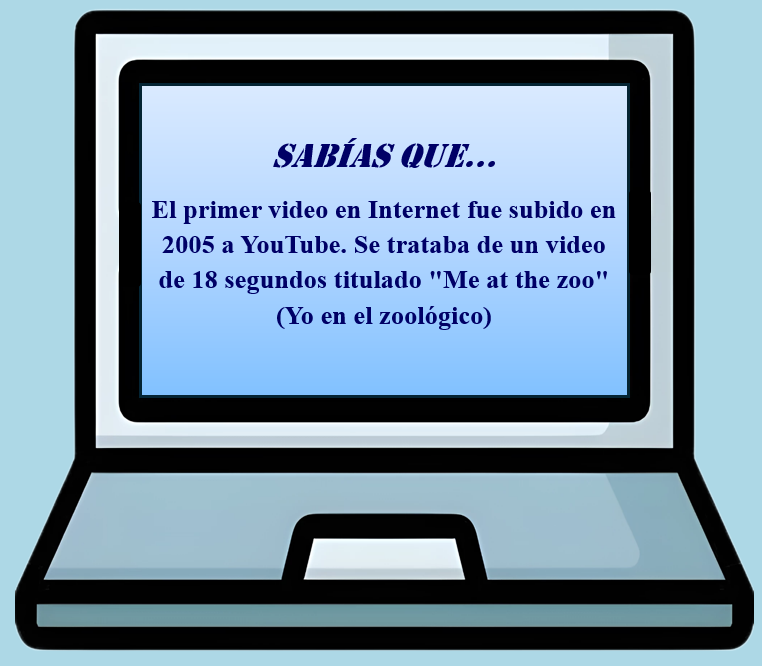 SABÍAS QUE...
El primer video en Internet fue subido en
2005 a YouTube. Se trataba de un video
de 18 segundos titulado "Me at the zoo"
(Yo en el zoológico)